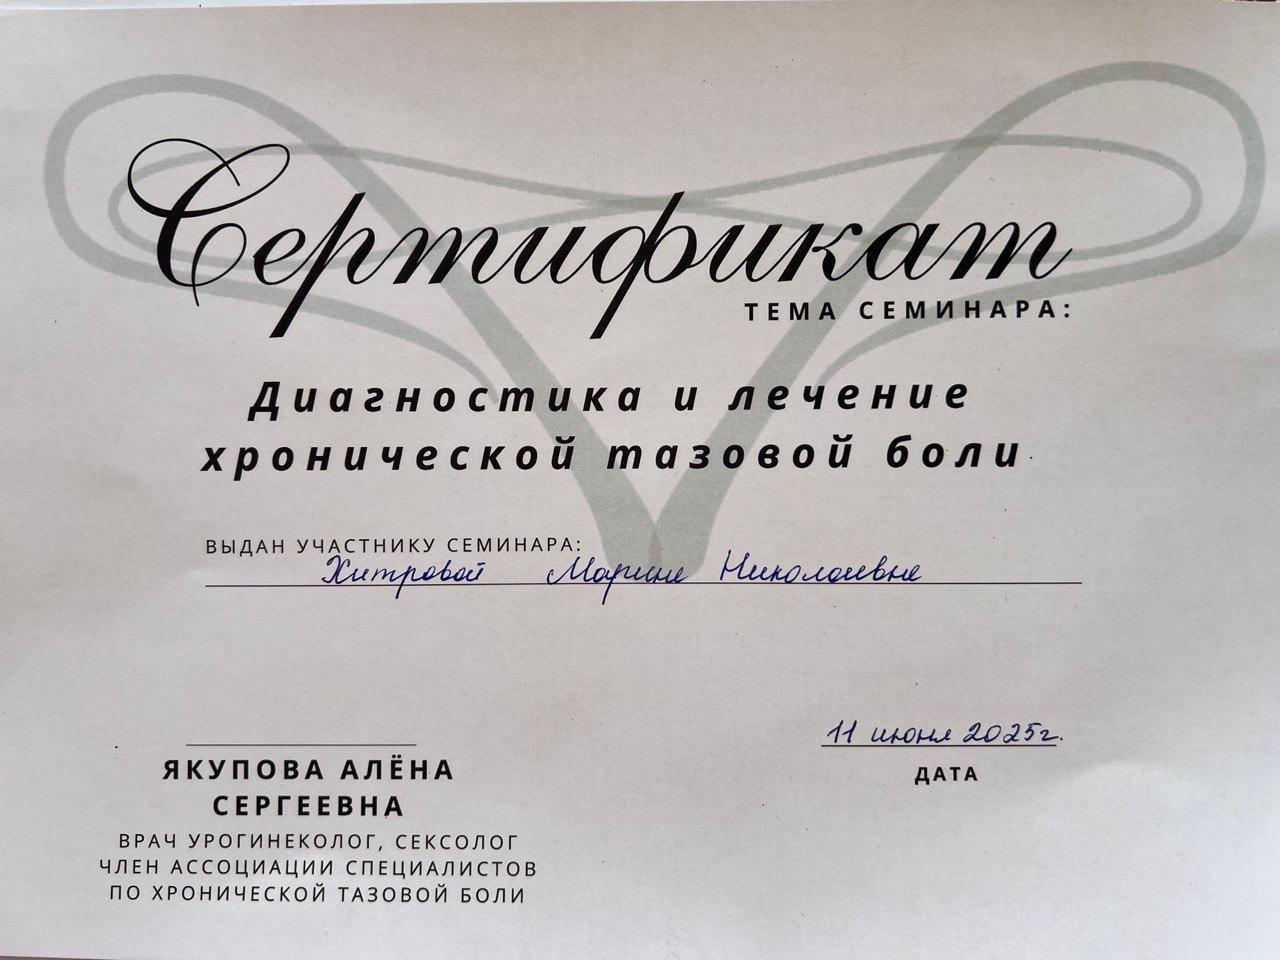 Сертификат
ТЕМА СЕМИНАРА:
Диагностика и лечение
хронической тазовой боли
ВЫДАН УЧАСТНИКУ СЕМИНАРА:
Хитровой Марине Николаевне
11 июня 2025г.
ДАТА
ЯКУПОВА АЛЁНА
СЕРГЕЕВНА
ВРАЧ УРОГИНЕКОЛОГ, СЕКСОЛОГ
ЧЛЕН АССОЦИАЦИИ СПЕЦИАЛИСТОВ
ПО ХРОНИЧЕСКОЙ ТАЗОВОЙ БОЛИ